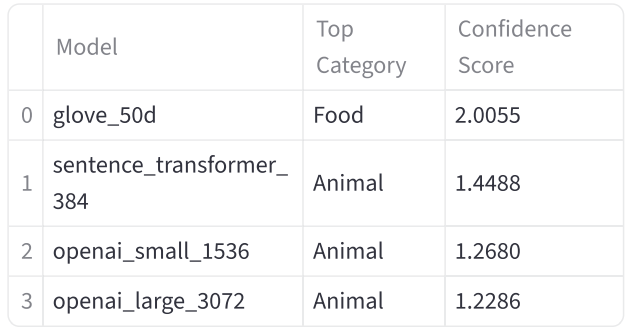 Model Top Category Confidence Score
0 glove_50d Food 2.0055
1 sentence_transformer_384 Animal 1.4488
2 openai_small_1536 Animal 1.2680
3 openai_large_3072 Animal 1.2286